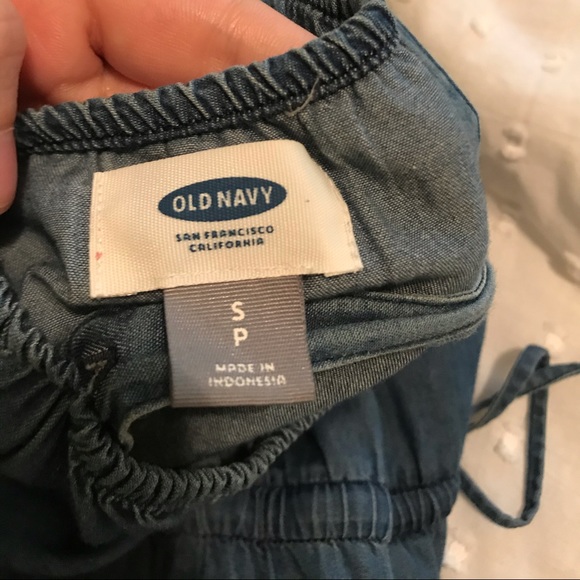 OLD NAVY
SAN FRANCISCO
CALIFORNIA
S
P
MADE IN
INDONESIA